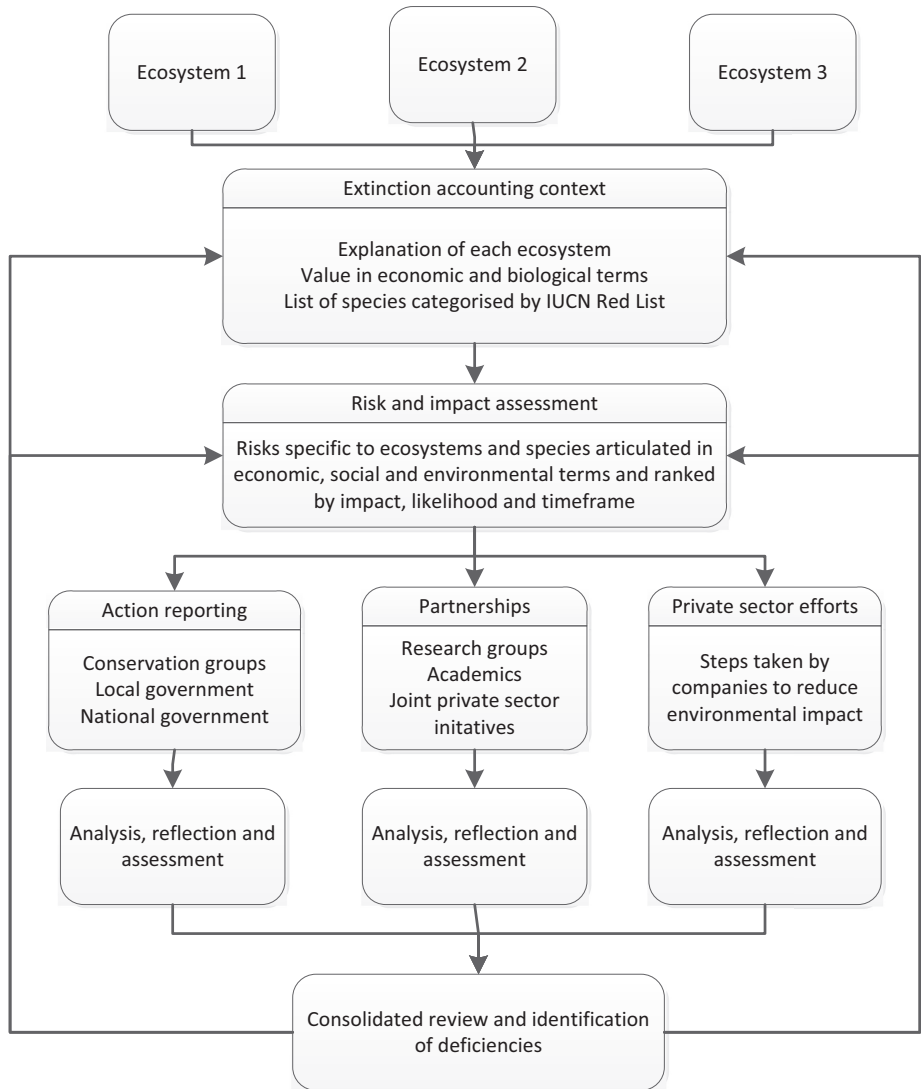 Ecosystem 1
Ecosystem 2
Ecosystem 3
Extinction accounting context
Explanation of each ecosystem
Value in economic and biological terms
List of species categorised by IUCN Red List
Risk and impact assessment
Risks specific to ecosystems and species articulated in
economic, social and environmental terms and ranked
by impact, likelihood and timeframe
Action reporting
Conservation groups
Local government
National government
Partnerships
Research groups
Academics
Joint private sector
initatives
Private sector efforts
Steps taken by
companies to reduce
environmental impact
Analysis, reflection and
assessment
Analysis, reflection and
assessment
Analysis, reflection and
assessment
Consolidated review and identification
of deficiencies